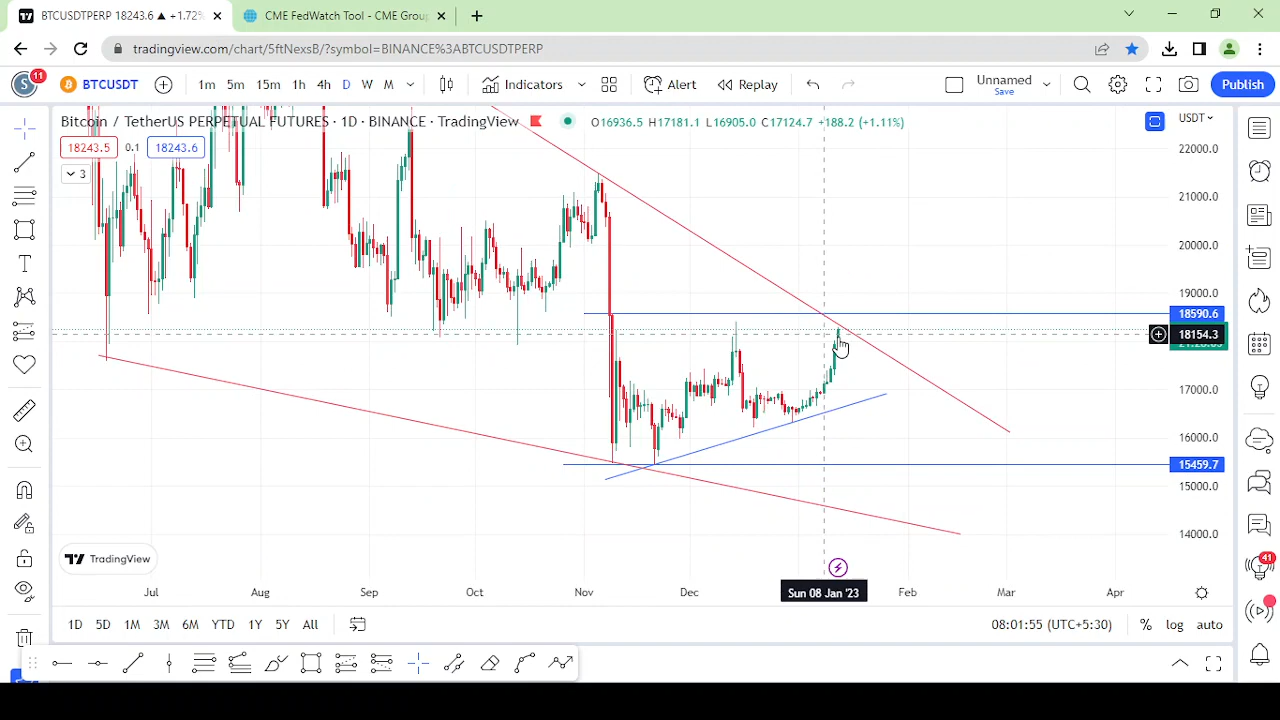 BTCUSDTPERP 18243.6 ▲ +1.72%
CME FedWatch Tool - CME Group
tradingview.com/chart/5ftNexsB/?symbol=BINANCE%3ABTCUSDTPERP
S
11
BTCUSDT
1m 5m 15m 1h 4h D W M
Indicators
Alert
Replay
Unnamed
Save
Publish
Bitcoin / TetherUS PERPETUAL FUTURES · 1D · BINANCE · TradingView
O16936.5 H17181.1 L16905.0 C17124.7 +188.2 (+1.11%)
USDT
18243.5 0.1 18243.6
3
22000.0
21000.0
20000.0
19000.0
18590.6
18154.3
17000.0
16000.0
15459.7
15000.0
14000.0
TradingView
41
Jul Aug Sep Oct Nov Dec Sun 08 Jan '23 Feb Mar Apr
1D 5D 1M 3M 6M YTD 1Y 5Y All
08:01:55 (UTC+5:30)
% log auto